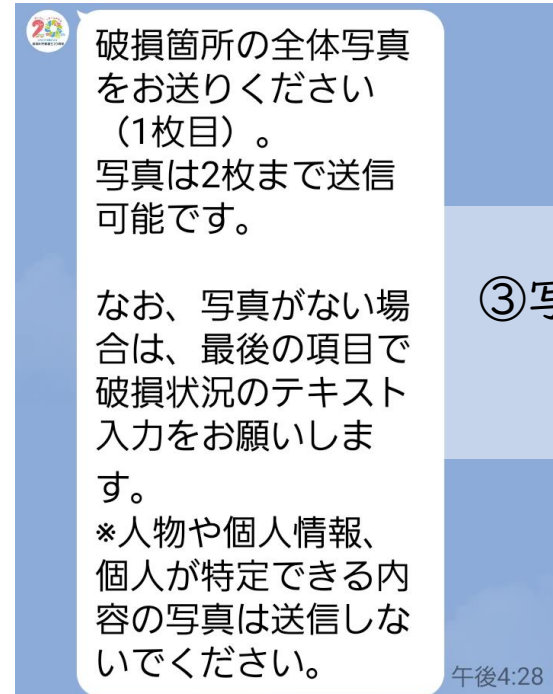 破損箇所の全体写真
をお送りください
（1枚目）。
写真は2枚まで送信
可能です。
なお、写真がない場
合は、最後の項目で
破損状況のテキスト
入力をお願いしま
す。
※人物や個人情報、
個人が特定できる内
容の写真は送信しな
いでください。
午後4:28
③写